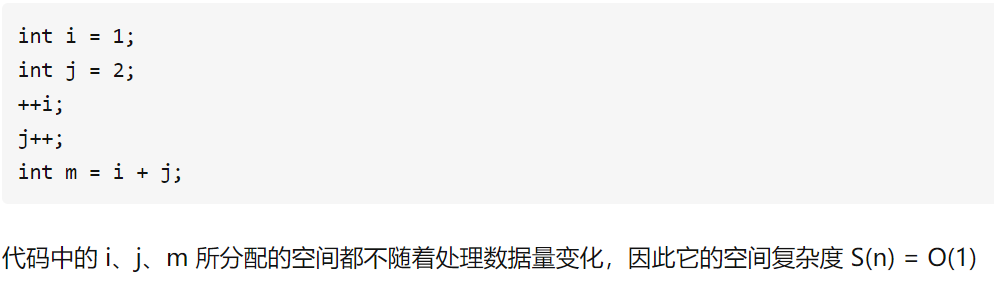 int i = 1;
int j = 2;
++i;
j++;
int m = i + j;
代码中的 i、j、m 所分配的空间都不随着处理数据量变化，因此它的空间复杂度 S(n) = O(1)